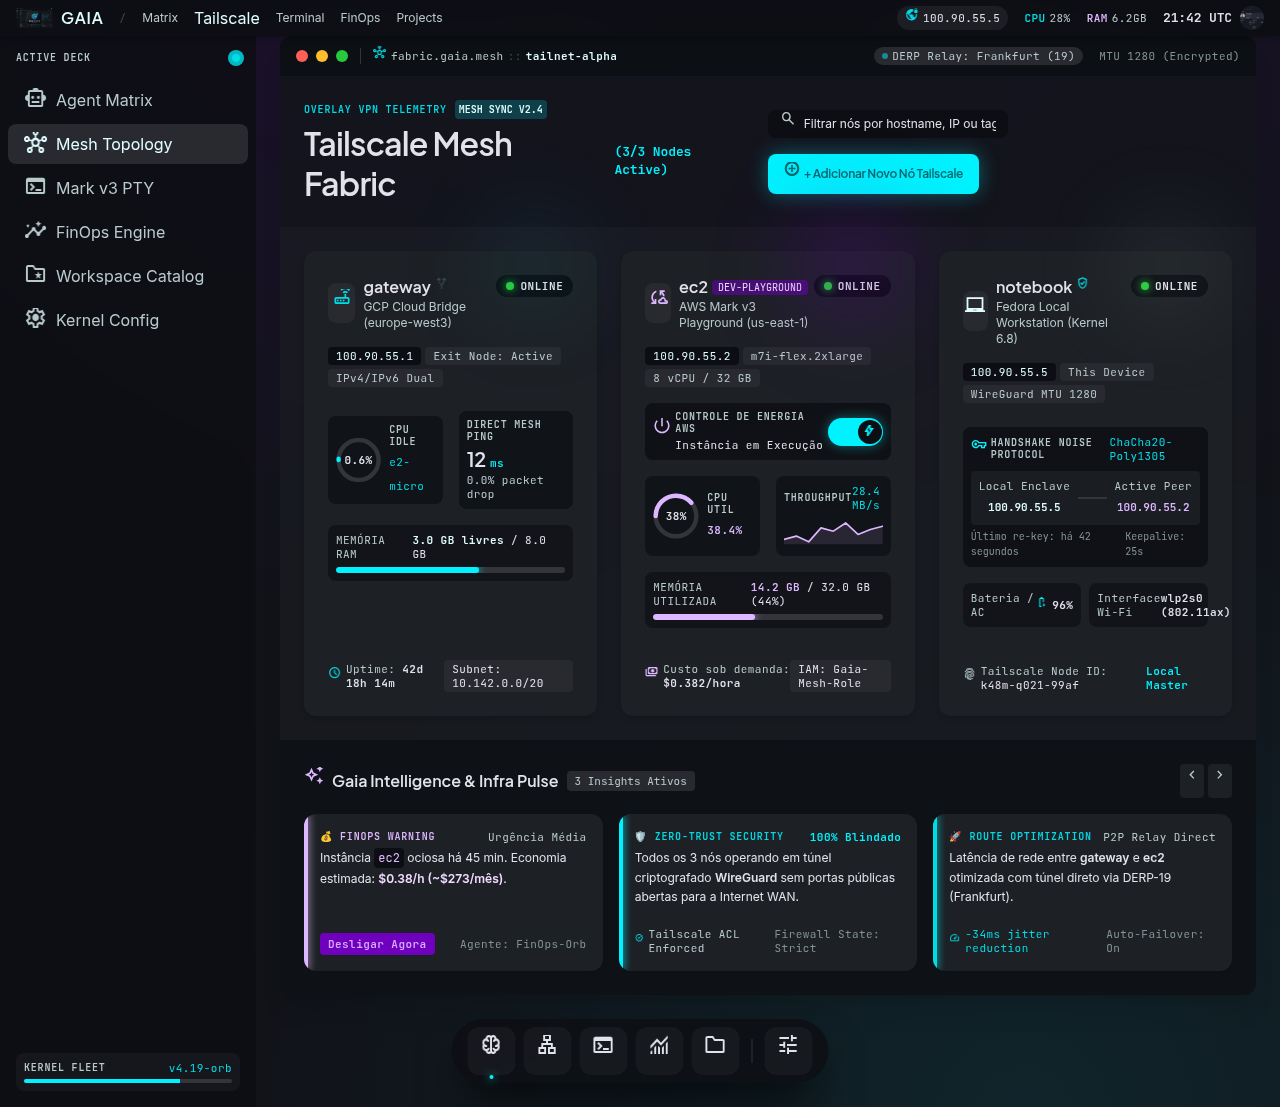 GAIA / Matrix Tailscale Terminal FinOps Projects 100.90.55.5 CPU 28% RAM 6.2GB 21:42 UTC
ACTIVE DECK
Agent Matrix
Mesh Topology
Mark v3 PTY
FinOps Engine
Workspace Catalog
Kernel Config
KERNEL FLEET v4.19-orb
fabric.gaia.mesh :: tailnet-alpha DERP Relay: Frankfurt (19) MTU 1280 (Encrypted)
OVERLAY VPN TELEMETRY MESH SYNC V2.4
Tailscale Mesh
Fabric
(3/3 Nodes
Active)
Filtrar nós por hostname, IP ou tag
+ Adicionar Novo Nó Tailscale
gateway ONLINE
GCP Cloud Bridge
(europe-west3)
100.90.55.1 Exit Node: Active
IPv4/IPv6 Dual
0.6%
CPU
IDLE
e2-
micro
DIRECT MESH
PING
12 ms
0.0% packet
drop
MEMÓRIA
RAM
3.0 GB livres / 8.0
GB
Uptime: 42d
18h 14m
Subnet:
10.142.0.0/20
ec2 DEV-PLAYGROUND ONLINE
AWS Mark v3
Playground (us-east-1)
100.90.55.2 m7i-flex.2xlarge
8 vCPU / 32 GB
CONTROLE DE ENERGIA
AWS
Instância em Execução
38%
CPU
UTIL
38.4%
THROUGHPUT
28.4
MB/s
MEMÓRIA
UTILIZADA
14.2 GB / 32.0 GB
(44%)
Custo sob demanda:
$0.382/hora
IAM: Gaia-
Mesh-Role
notebook ONLINE
Fedora Local
Workstation (Kernel
6.8)
100.90.55.5 This Device
WireGuard MTU 1280
HANDSHAKE NOISE
PROTOCOL
ChaCha20-
Poly1305
Local Enclave Active Peer
100.90.55.5 100.90.55.2
Último re-key: há 42
segundos
Keepalive:
25s
Bateria /
AC
96%
Interface
Wi-Fi
wlp2s0
(802.11ax)
Tailscale Node ID:
k48m-q021-99af
Local
Master
Gaia Intelligence & Infra Pulse 3 Insights Ativos
FINOPS WARNING Urgência Média
Instância ec2 ociosa há 45 min. Economia
estimada: $0.38/h (~$273/mês).
Desligar Agora Agente: FinOps-Orb
ZERO-TRUST SECURITY 100% Blindado
Todos os 3 nós operando em túnel
criptografado WireGuard sem portas públicas
abertas para a Internet WAN.
Tailscale ACL
Enforced
Firewall State:
Strict
ROUTE OPTIMIZATION P2P Relay Direct
Latência de rede entre gateway e ec2
otimizada com túnel direto via DERP-19
(Frankfurt).
-34ms jitter
reduction
Auto-Failover:
On